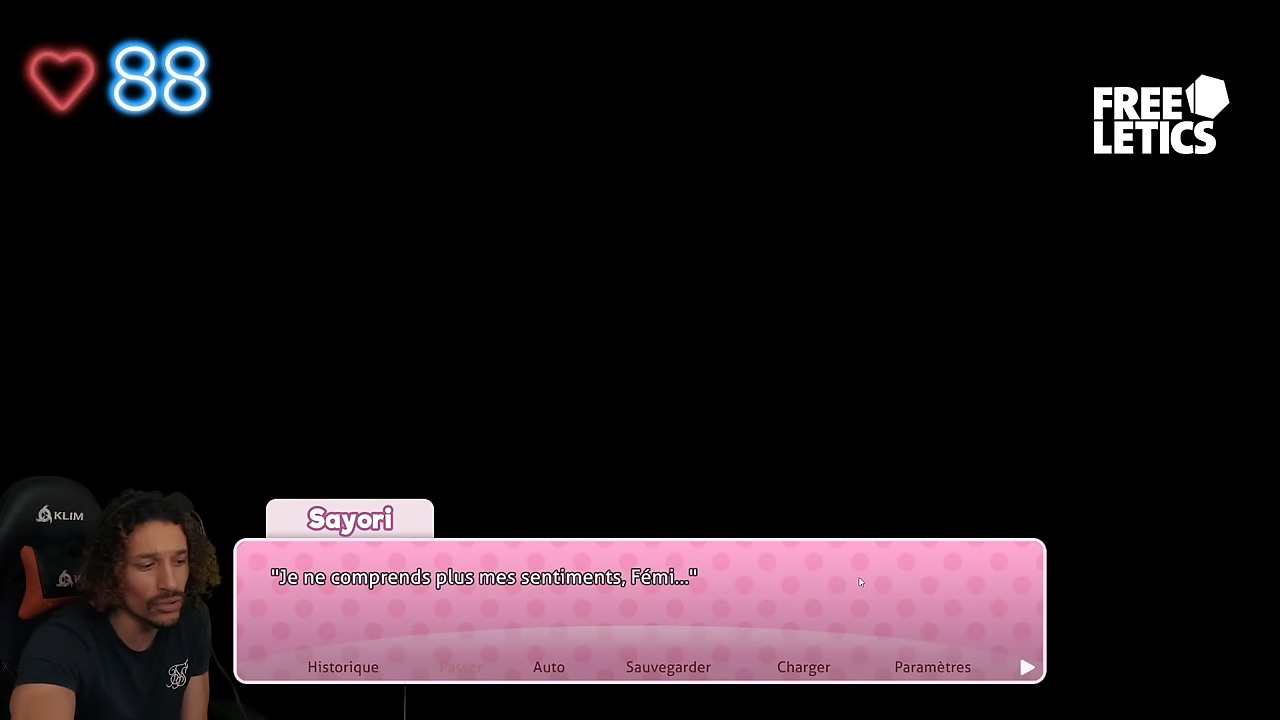 88
FREE
LETICS
KLIM
Sayori
"Je ne comprends plus mes sentiments, Fémi..."
Historique Passer Auto Sauvegarder Charger Paramètres